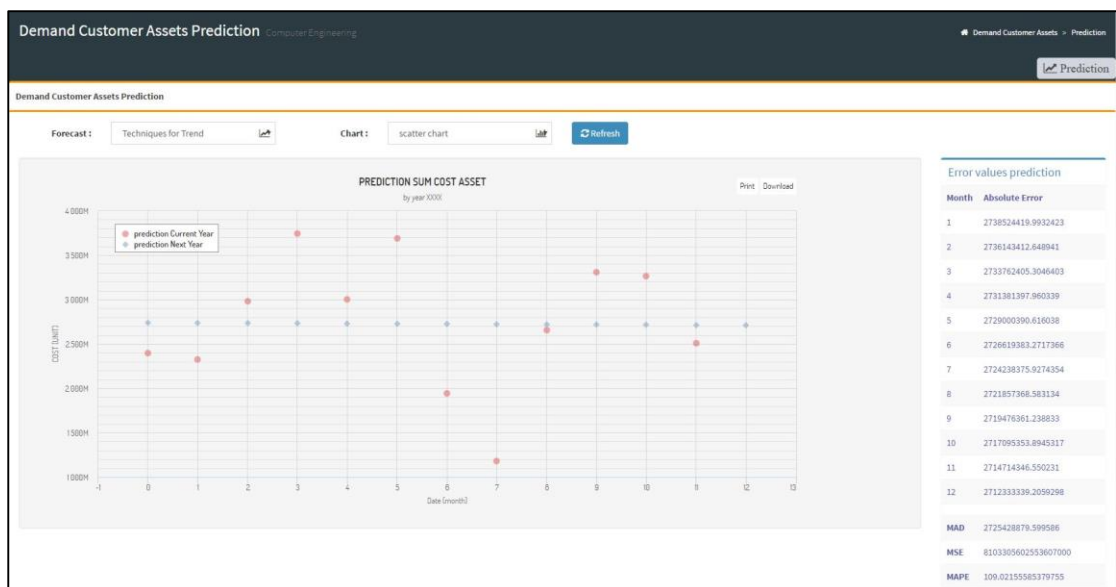 Demand Customer Assets Prediction Computer Engineering
Demand Customer Assets > Prediction
Prediction
Demand Customer Assets Prediction
Forecast : Techniques for Trend Chart : scatter chart Refresh
PREDICTION SUM COST ASSET
by year XXXX
Print Download
prediction Current Year
prediction Next Year
4 000M
3 500M
3 000M
2 500M
2 000M
1 500M
1 000M
COST (UNIT)
-1 0 1 2 3 4 5 6 7 8 9 10 11 12 13
Date (month)
Error values prediction
Month Absolute Error
1 2738524419.9932423
2 2736143412.648941
3 2733762405.3046403
4 2731381397.960339
5 2729000390.616038
6 2726619383.2717366
7 2724238375.9274354
8 2721857368.583134
9 2719476361.238833
10 2717095353.8945317
11 2714714346.550231
12 2712333339.2059298
MAD 2725428879.599586
MSE 8103305602553607000
MAPE 109.02155585379755